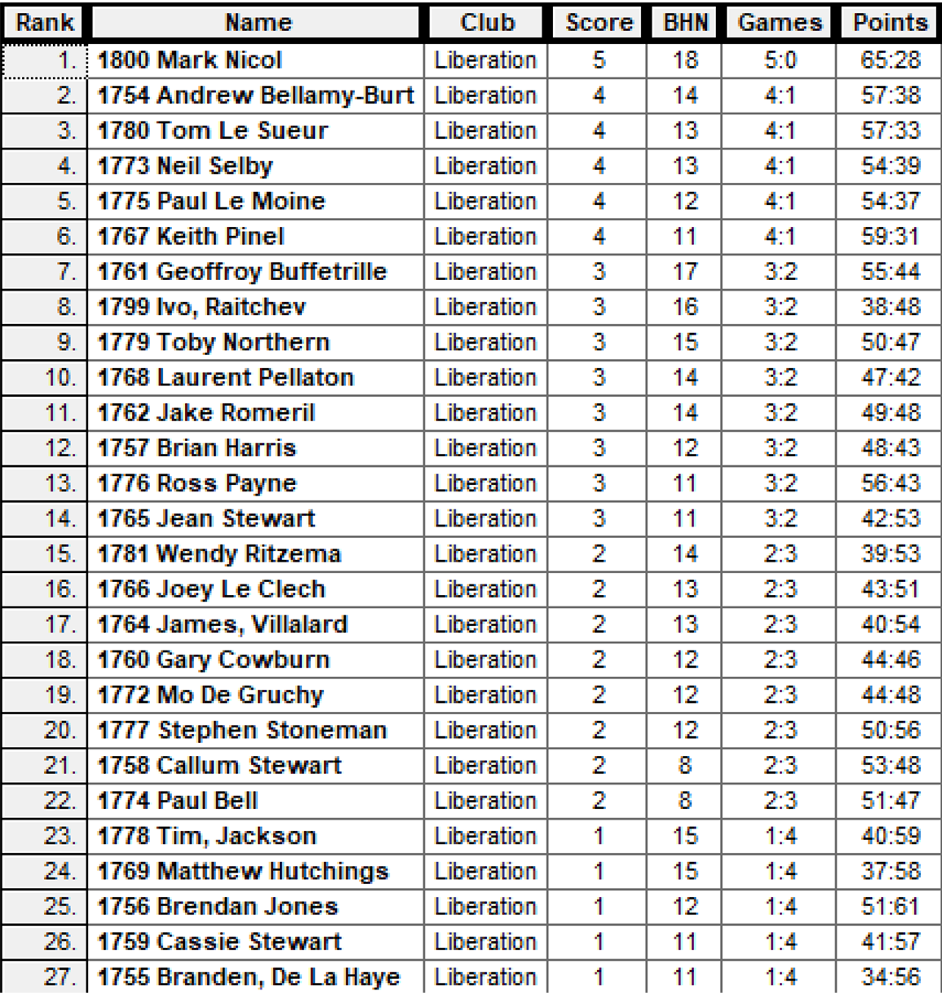 Rank Name Club Score BHN Games Points
1. 1800 Mark Nicol Liberation 5 18 5:0 65:28
2. 1754 Andrew Bellamy-Burt Liberation 4 14 4:1 57:38
3. 1780 Tom Le Sueur Liberation 4 13 4:1 57:33
4. 1773 Neil Selby Liberation 4 13 4:1 54:39
5. 1775 Paul Le Moine Liberation 4 12 4:1 54:37
6. 1767 Keith Pinel Liberation 4 11 4:1 59:31
7. 1761 Geoffroy Buffetrille Liberation 3 17 3:2 55:44
8. 1799 Ivo, Raitchev Liberation 3 16 3:2 38:48
9. 1779 Toby Northern Liberation 3 15 3:2 50:47
10. 1768 Laurent Pellaton Liberation 3 14 3:2 47:42
11. 1762 Jake Romeril Liberation 3 14 3:2 49:48
12. 1757 Brian Harris Liberation 3 12 3:2 48:43
13. 1776 Ross Payne Liberation 3 11 3:2 56:43
14. 1765 Jean Stewart Liberation 3 11 3:2 42:53
15. 1781 Wendy Ritzema Liberation 2 14 2:3 39:53
16. 1766 Joey Le Clech Liberation 2 13 2:3 43:51
17. 1764 James, Villalard Liberation 2 13 2:3 40:54
18. 1760 Gary Cowburn Liberation 2 12 2:3 44:46
19. 1772 Mo De Gruchy Liberation 2 12 2:3 44:48
20. 1777 Stephen Stoneman Liberation 2 12 2:3 50:56
21. 1758 Callum Stewart Liberation 2 8 2:3 53:48
22. 1774 Paul Bell Liberation 2 8 2:3 51:47
23. 1778 Tim, Jackson Liberation 1 15 1:4 40:59
24. 1769 Matthew Hutchings Liberation 1 15 1:4 37:58
25. 1756 Brendan Jones Liberation 1 12 1:4 51:61
26. 1759 Cassie Stewart Liberation 1 11 1:4 41:57
27. 1755 Branden, De La Haye Liberation 1 11 1:4 34:56